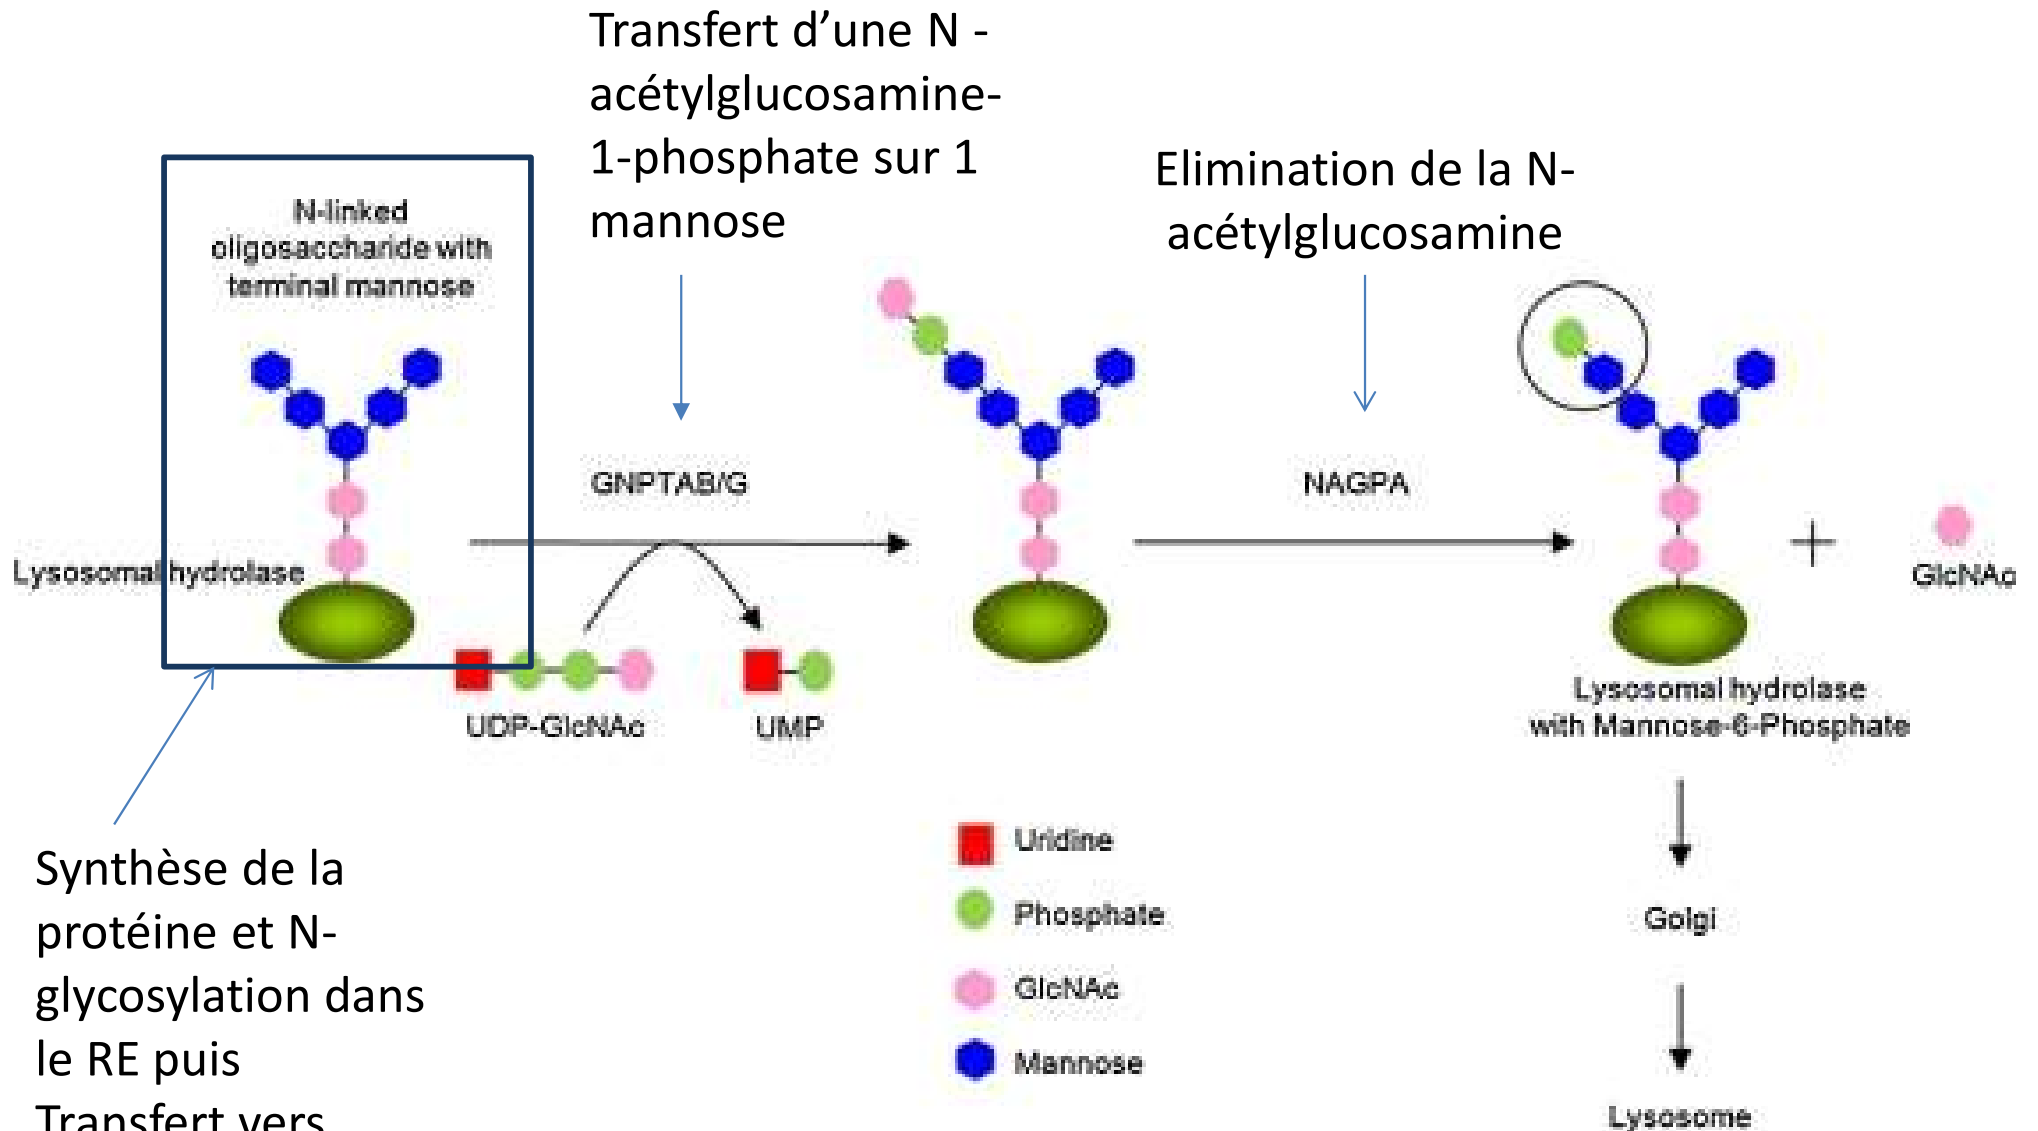 Transfert d’une N -
acétylglucosamine-
1-phosphate sur 1
mannose
Elimination de la N-
acétylglucosamine
N-linked
oligosaccharide with
terminal mannose
GNPTAB/G
NAGPA
Lysosomal hydrolase
GlcNAc
UDP-GlcNAc
UMP
Lysosomal hydrolase
with Mannose-6-Phosphate
Uridine
Phosphate
GlcNAc
Mannose
Golgi
Lysosome
Synthèse de la
protéine et N-
glycosylation dans
le RE puis
Transfert vers